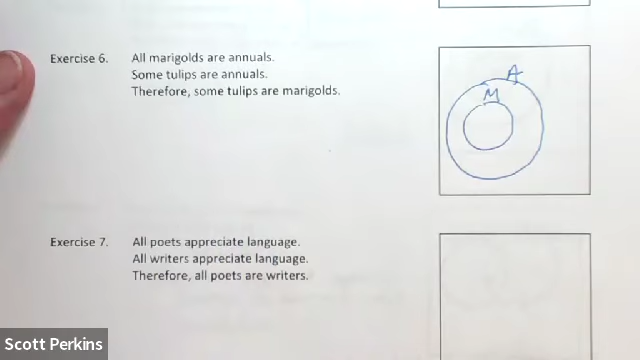 Exercise 6. All marigolds are annuals.
Some tulips are annuals.
Therefore, some tulips are marigolds.
A
M
Exercise 7. All poets appreciate language.
All writers appreciate language.
Therefore, all poets are writers.
Scott Perkins